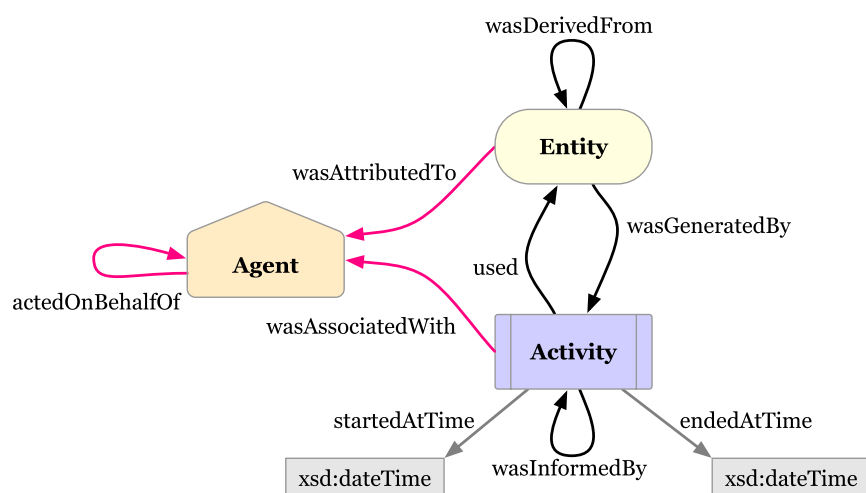 wasDerivedFrom
Entity
wasAttributedTo
wasGeneratedBy
Agent
used
actedOnBehalfOf
wasAssociatedWith
Activity
startedAtTime
endedAtTime
wasInformedBy
xsd:dateTime
xsd:dateTime